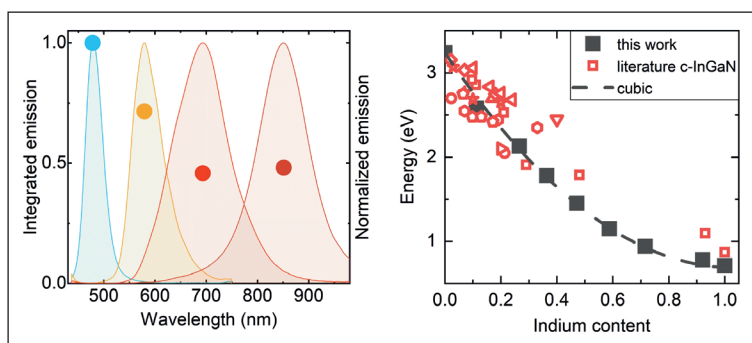 Integrated emission
1.0
0.5
0.0
500
600
700
800
900
Wavelength (nm)
Normalized emission
Energy (eV)
3
2
1
0.0
0.2
0.4
0.6
0.8
1.0
Indium content
this work
literature c-InGaN
cubic